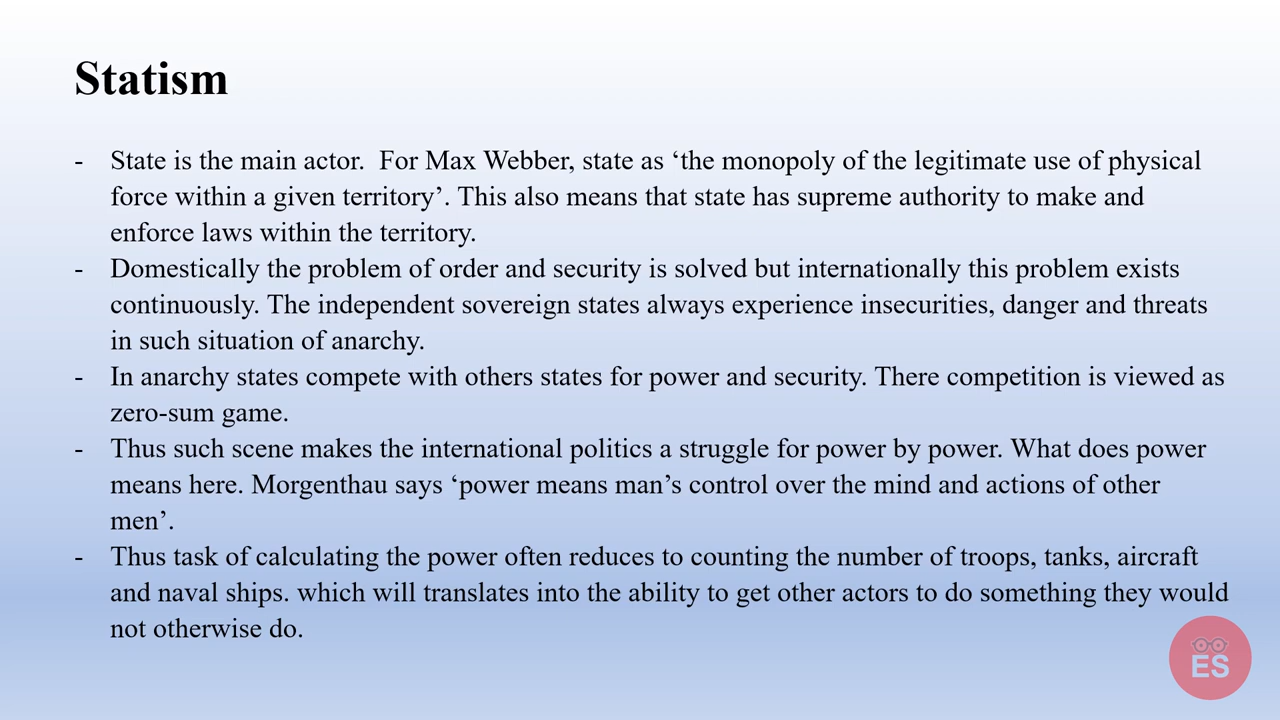 Statism
- State is the main actor.  For Max Webber, state as ‘the monopoly of the legitimate use of physical
force within a given territory’. This also means that state has supreme authority to make and
enforce laws within the territory.
- Domestically the problem of order and security is solved but internationally this problem exists
continuously. The independent sovereign states always experience insecurities, danger and threats
in such situation of anarchy.
- In anarchy states compete with others states for power and security. There competition is viewed as
zero-sum game.
- Thus such scene makes the international politics a struggle for power by power. What does power
means here. Morgenthau says ‘power means man’s control over the mind and actions of other
men’.
- Thus task of calculating the power often reduces to counting the number of troops, tanks, aircraft
and naval ships. which will translates into the ability to get other actors to do something they would
not otherwise do.
ES